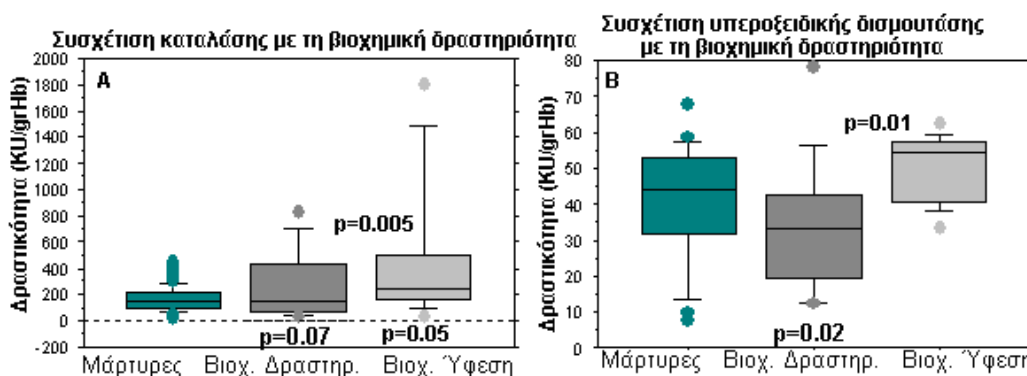 Συσχέτιση καταλάσης με τη βιοχημική δραστηριότητα
A
Δραστικότητα (KU/grHb)
2000
1800
1600
1400
1200
1000
800
600
400
200
0
-200
p=0.005
p=0.07
p=0.05
Μάρτυρες
Βιοχ. Δραστηρ.
Βιοχ. Ύφεση
Συσχέτιση υπεροξειδικής δισμουτάσης
με τη βιοχημική δραστηριότητα
B
Δραστικότητα (KU/grHb)
80
70
60
50
40
30
20
10
0
p=0.01
p=0.02
Μάρτυρες
Βιοχ. Δραστηρ.
Βιοχ. Ύφεση